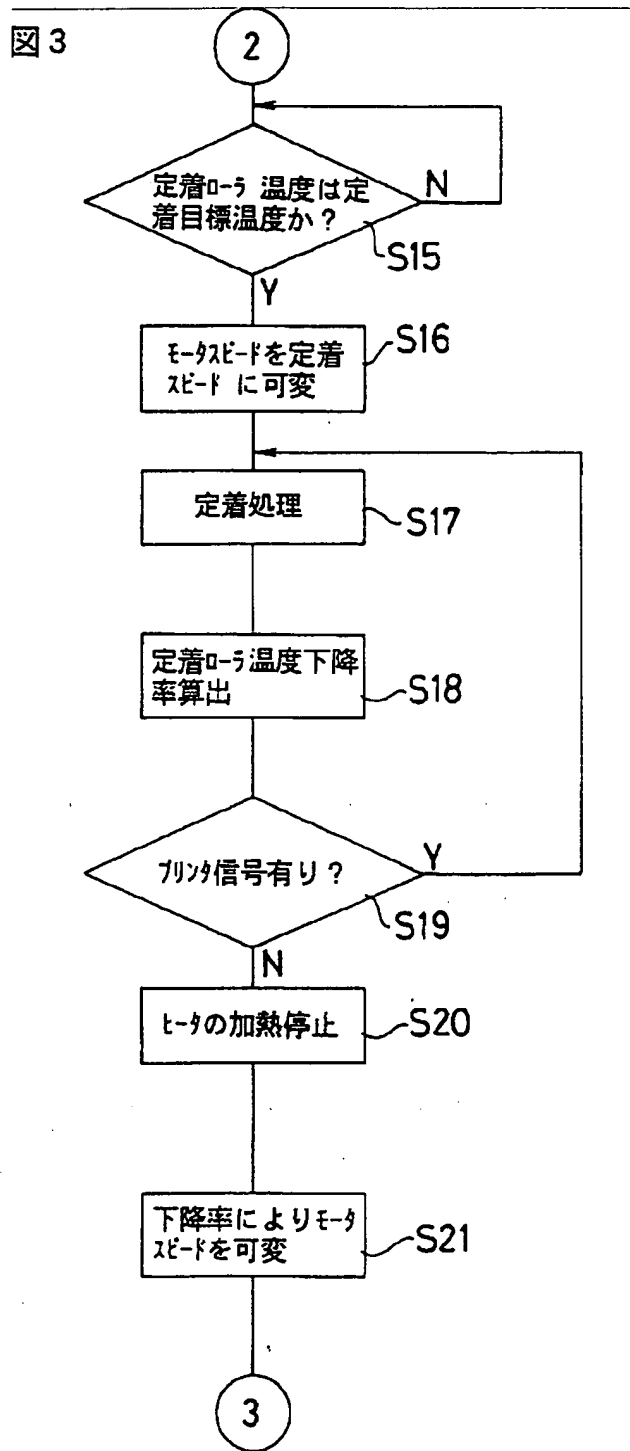 図3
2
定着ﾛｰﾗ 温度は定
着目標温度か?
N
S15
Y
ﾓｰﾀｽﾋﾟｰﾄﾞを定着
ｽﾋﾟｰﾄﾞ に可変
S16
定着処理
S17
定着ﾛｰﾗ温度下降
率算出
S18
ﾌﾟﾘﾝﾀ信号有り?
Y
S19
N
ﾋｰﾀの加熱停止
S20
下降率によりﾓｰﾀ
ｽﾋﾟｰﾄﾞを可変
S21
3